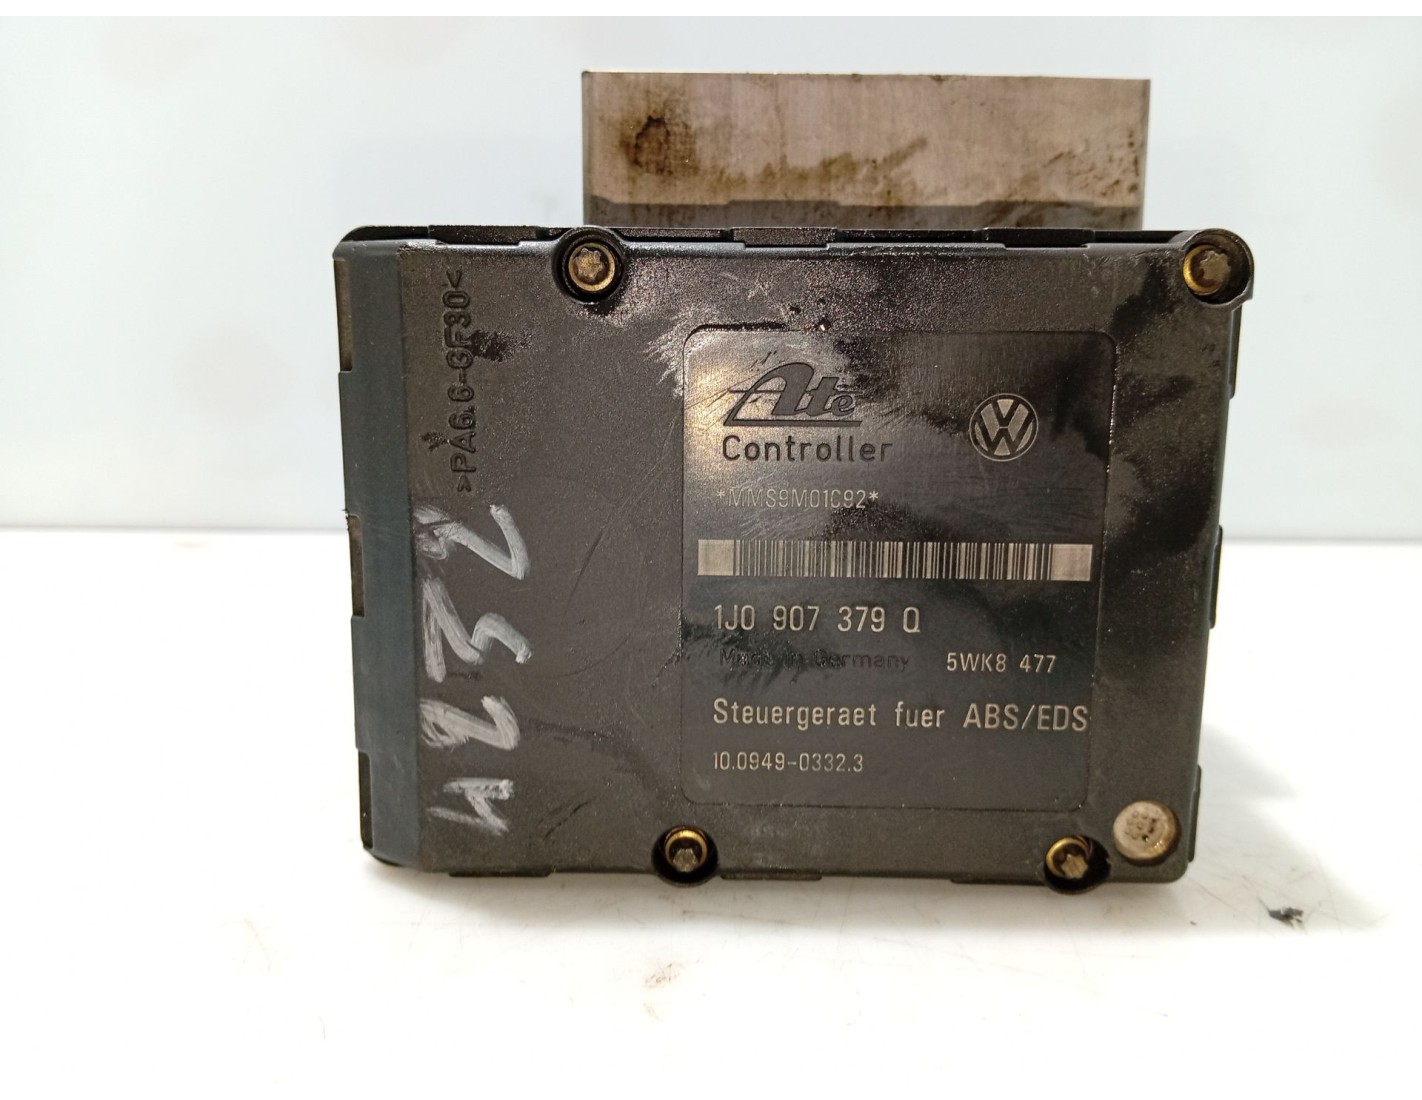 >PA6.6-GF30<
Ate
Controller
*MMS9M01C92*
1J0 907 379 Q
Made in Germany 5WK8 477
Steuergeraet fuer ABS/EDS
10.0949-0332.3